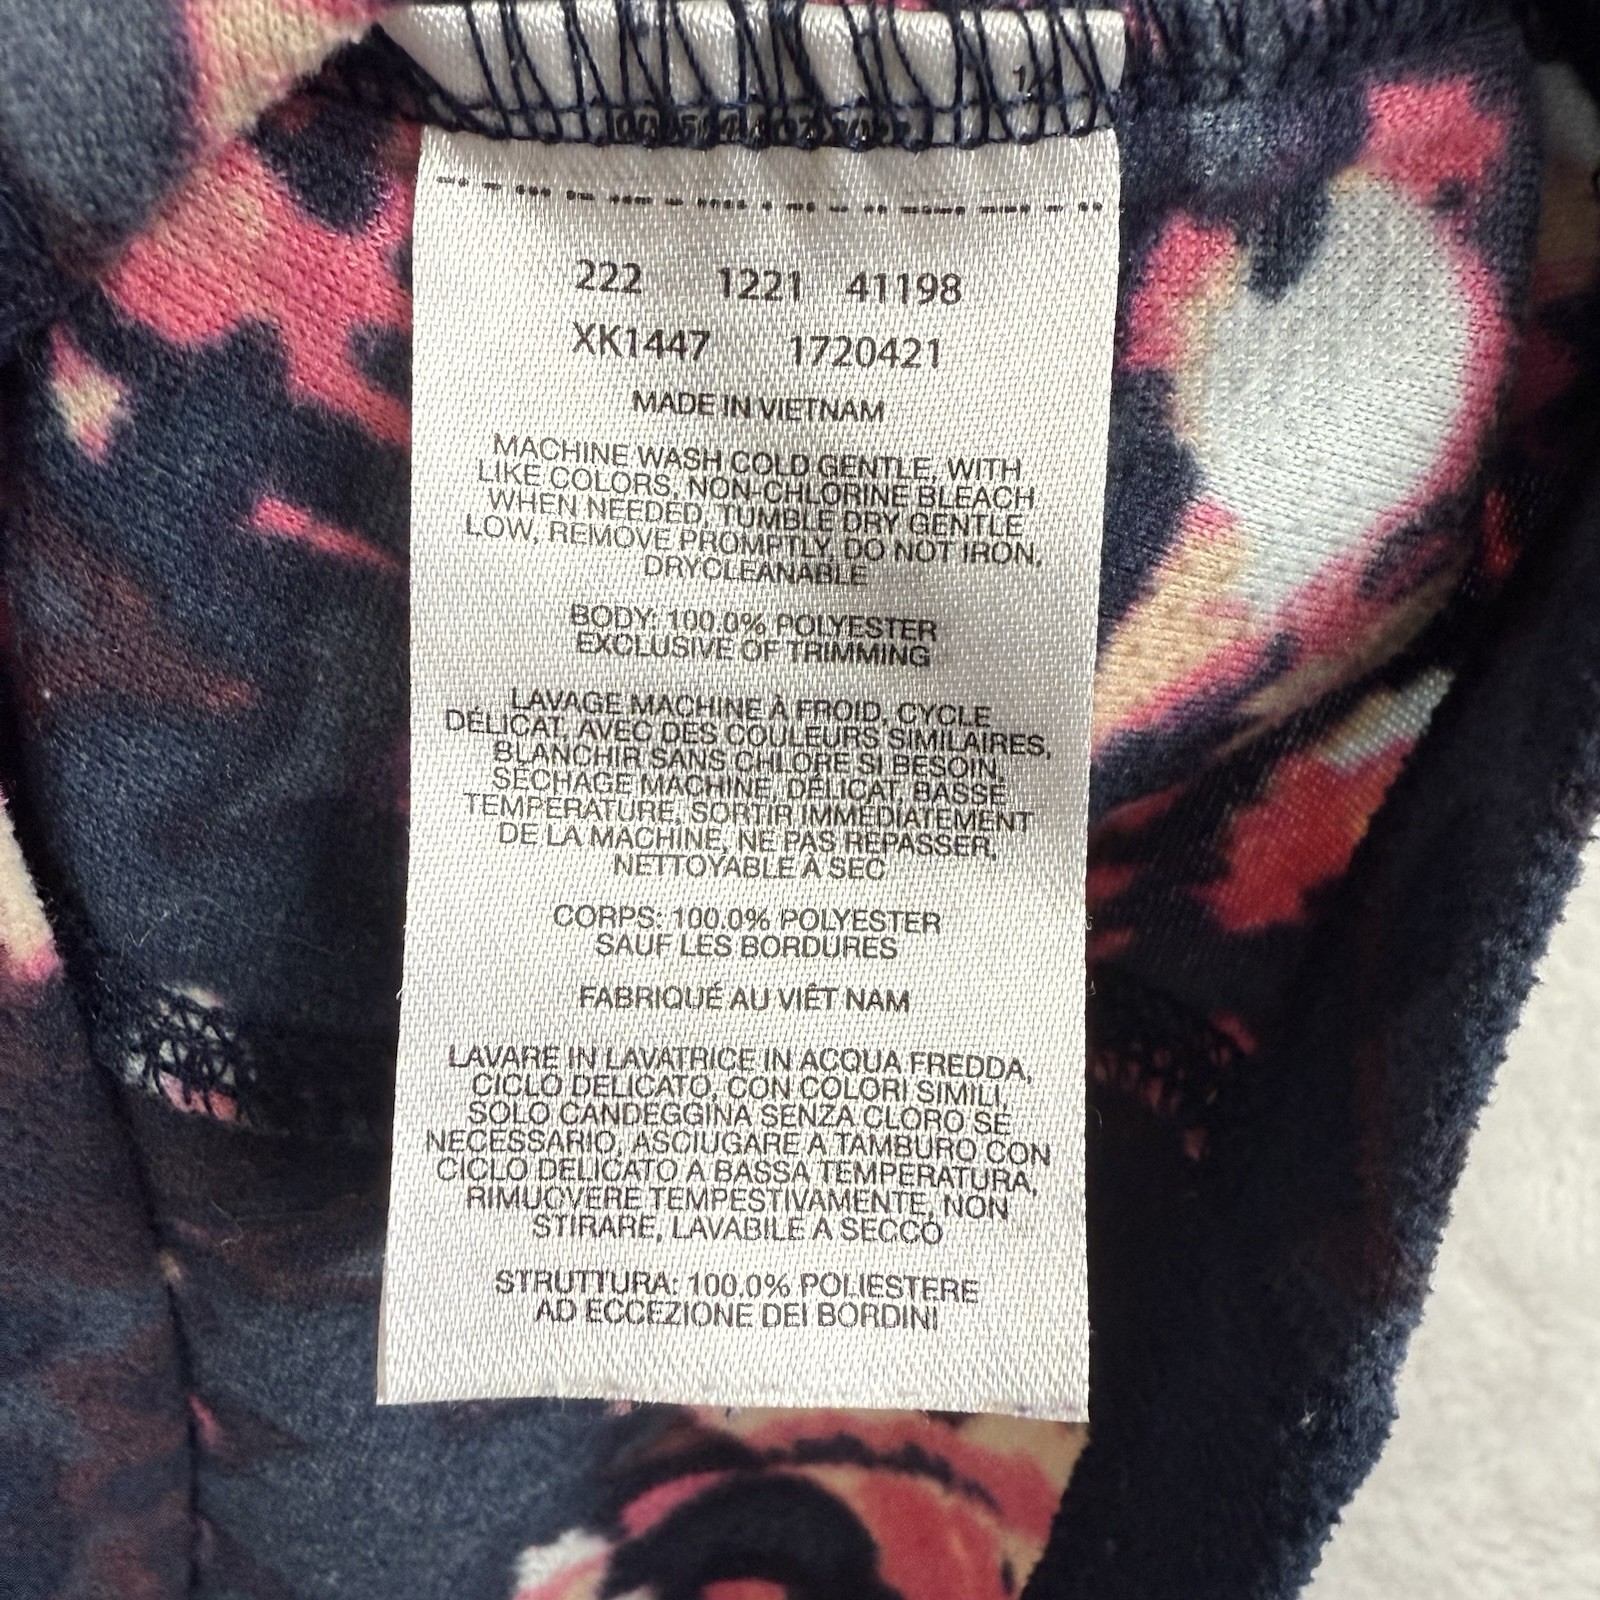 222 1221 41198
XK1447 1720421
MADE IN VIETNAM
MACHINE WASH COLD GENTLE, WITH
LIKE COLORS, NON-CHLORINE BLEACH
WHEN NEEDED, TUMBLE DRY GENTLE
LOW, REMOVE PROMPTLY, DO NOT IRON,
DRYCLEANABLE
BODY: 100.0% POLYESTER
EXCLUSIVE OF TRIMMING
LAVAGE MACHINE À FROID, CYCLE
DÉLICAT, AVEC DES COULEURS SIMILAIRES,
BLANCHIR SANS CHLORE SI BESOIN,
SÉCHAGE MACHINE, DÉLICAT, BASSE
TEMPÉRATURE, SORTIR IMMÉDIATEMENT
DE LA MACHINE, NE PAS REPASSER,
NETTOYABLE À SEC
CORPS: 100.0% POLYESTER
SAUF LES BORDURES
FABRIQUÉ AU VIÊT NAM
LAVARE IN LAVATRICE IN ACQUA FREDDA,
CICLO DELICATO, CON COLORI SIMILI,
SOLO CANDEGGINA SENZA CLORO SE
NECESSARIO, ASCIUGARE A TAMBURO CON
CICLO DELICATO A BASSA TEMPERATURA,
RIMUOVERE TEMPESTIVAMENTE, NON
STIRARE, LAVABILE A SECCO
STRUTTURA: 100.0% POLIESTERE
AD ECCEZIONE DEI BORDINI